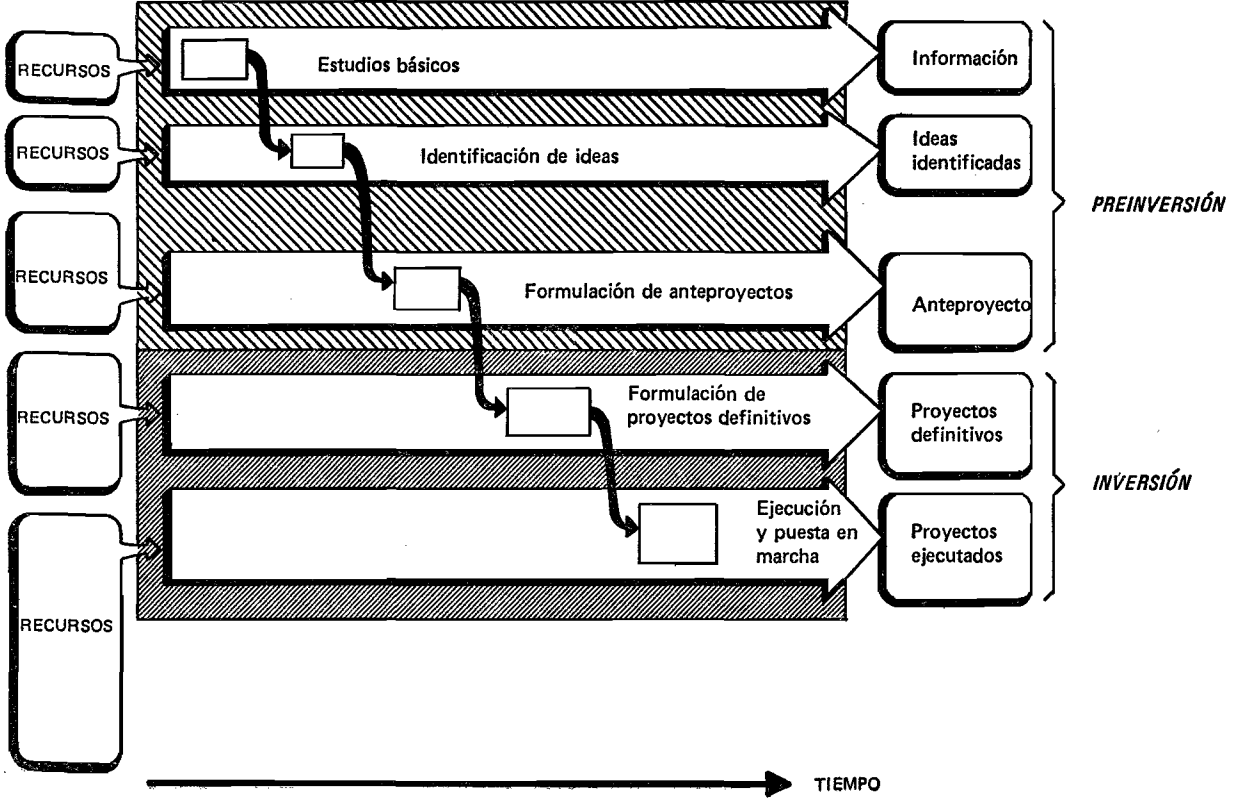 RECURSOS
Estudios básicos
Información
RECURSOS
Identificación de ideas
Ideas
identificadas
PREINVERSIÓN
RECURSOS
Formulación de anteproyectos
Anteproyecto
RECURSOS
Formulación de
proyectos definitivos
Proyectos
definitivos
INVERSIÓN
RECURSOS
Ejecución
y puesta en
marcha
Proyectos
ejecutados
TIEMPO